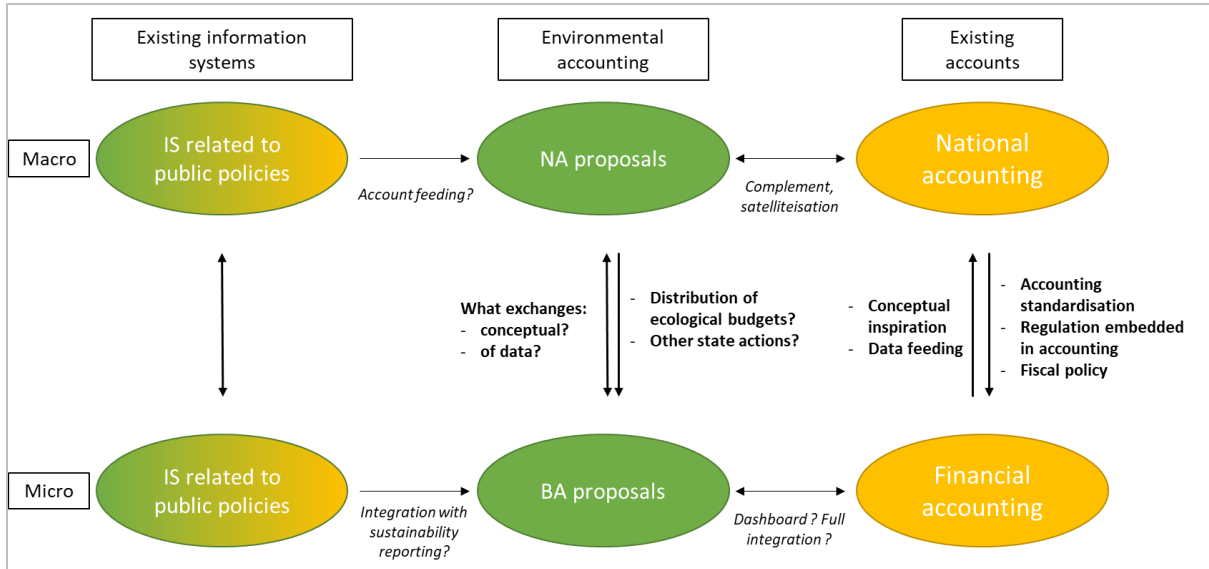 Existing information
systems
Environmental
accounting
Existing
accounts
Macro
IS related to
public policies
Account feeding?
NA proposals
Complement,
satelliteisation
National
accounting
What exchanges:
- conceptual?
- of data?
- Distribution of
ecological budgets?
- Other state actions?
- Conceptual
inspiration
- Data feeding
- Accounting
standardisation
- Regulation embedded
in accounting
- Fiscal policy
Micro
IS related to
public policies
Integration with
sustainability
reporting?
BA proposals
Dashboard ? Full
integration ?
Financial
accounting